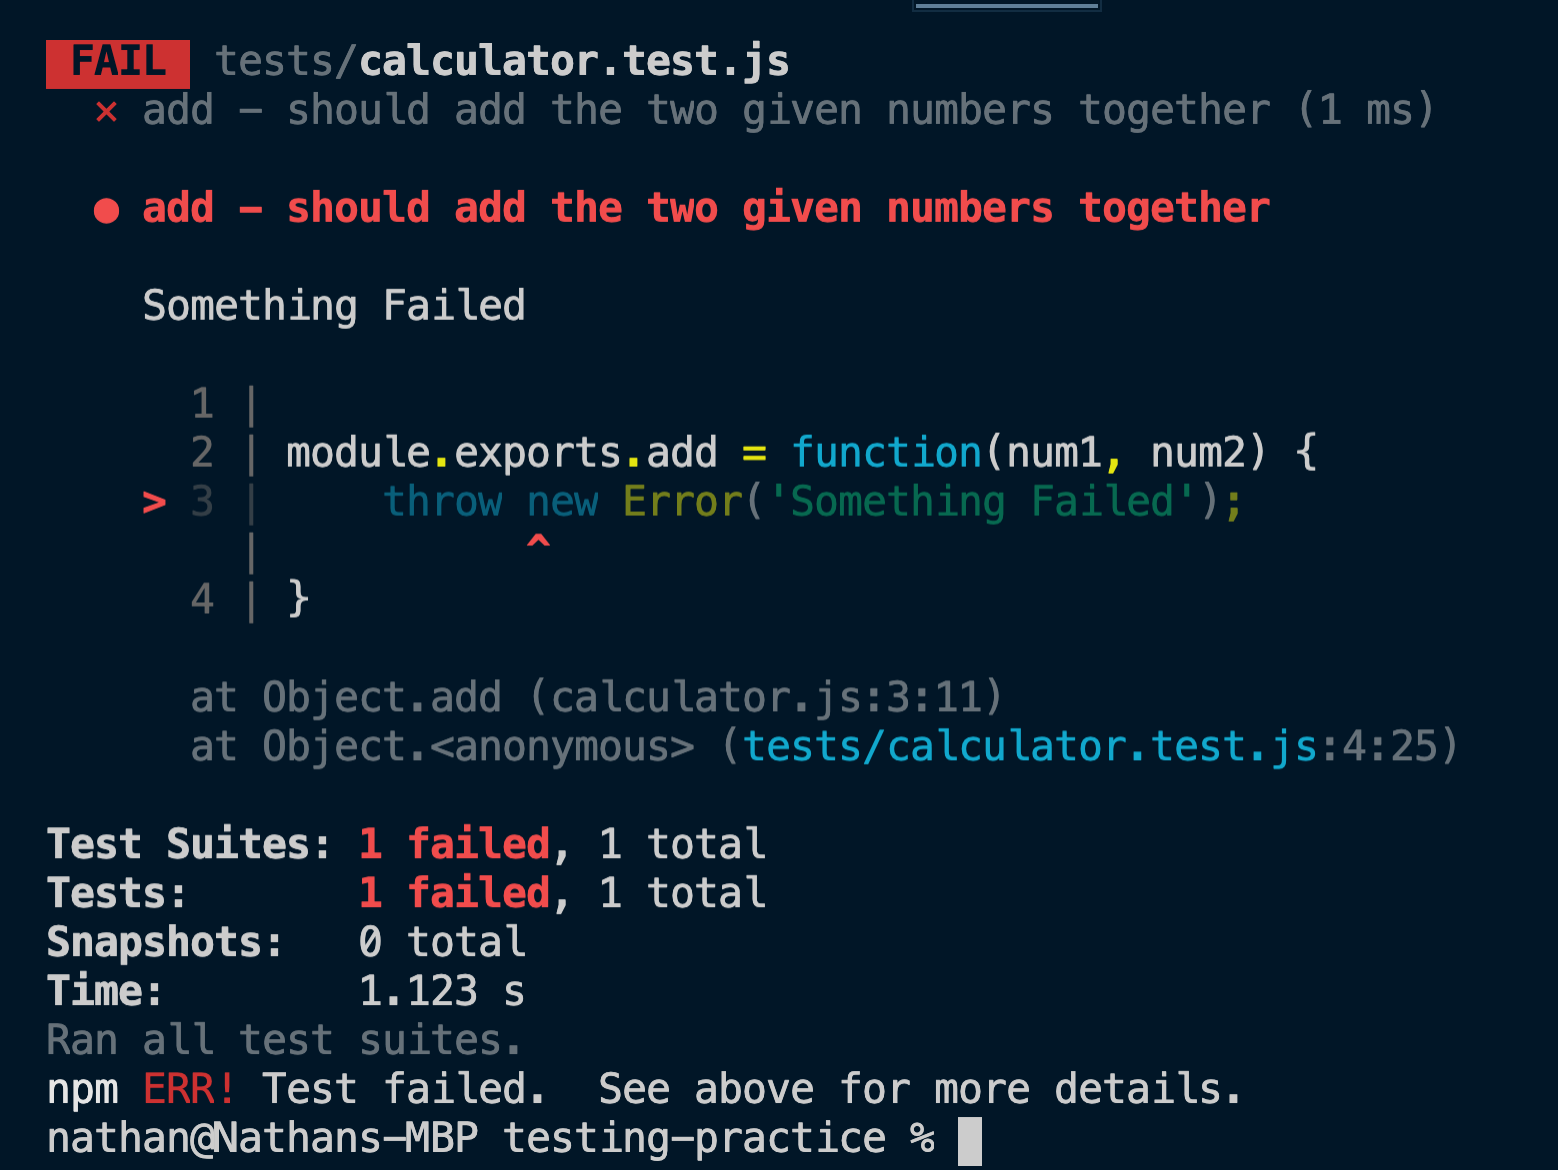 FAIL tests/calculator.test.js
✕ add – should add the two given numbers together (1 ms)
● add – should add the two given numbers together
Something Failed
1 |
2 | module.exports.add = function(num1, num2) {
> 3 | throw new Error('Something Failed');
| ^
4 | }
at Object.add (calculator.js:3:11)
at Object.<anonymous> (tests/calculator.test.js:4:25)
Test Suites: 1 failed, 1 total
Tests: 1 failed, 1 total
Snapshots: 0 total
Time: 1.123 s
Ran all test suites.
npm ERR! Test failed.  See above for more details.
nathan@Nathans-MBP testing-practice %